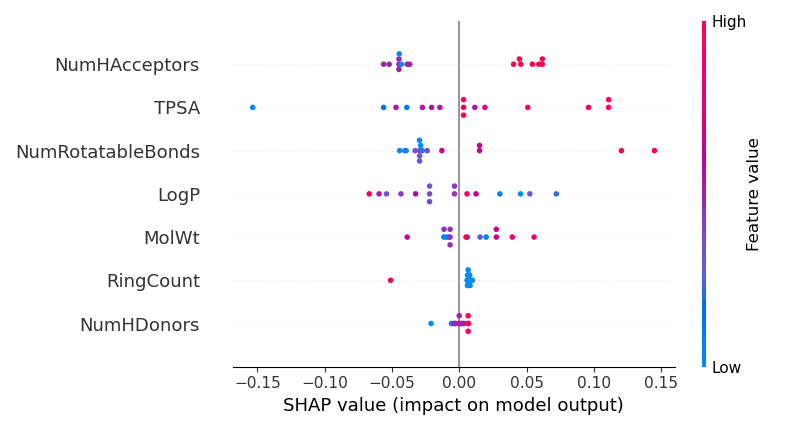 High
NumHAcceptors
TPSA
NumRotatableBonds
LogP
MolWt
RingCount
NumHDonors
Feature value
Low
−0.15 −0.10 −0.05 0.00 0.05 0.10 0.15
SHAP value (impact on model output)